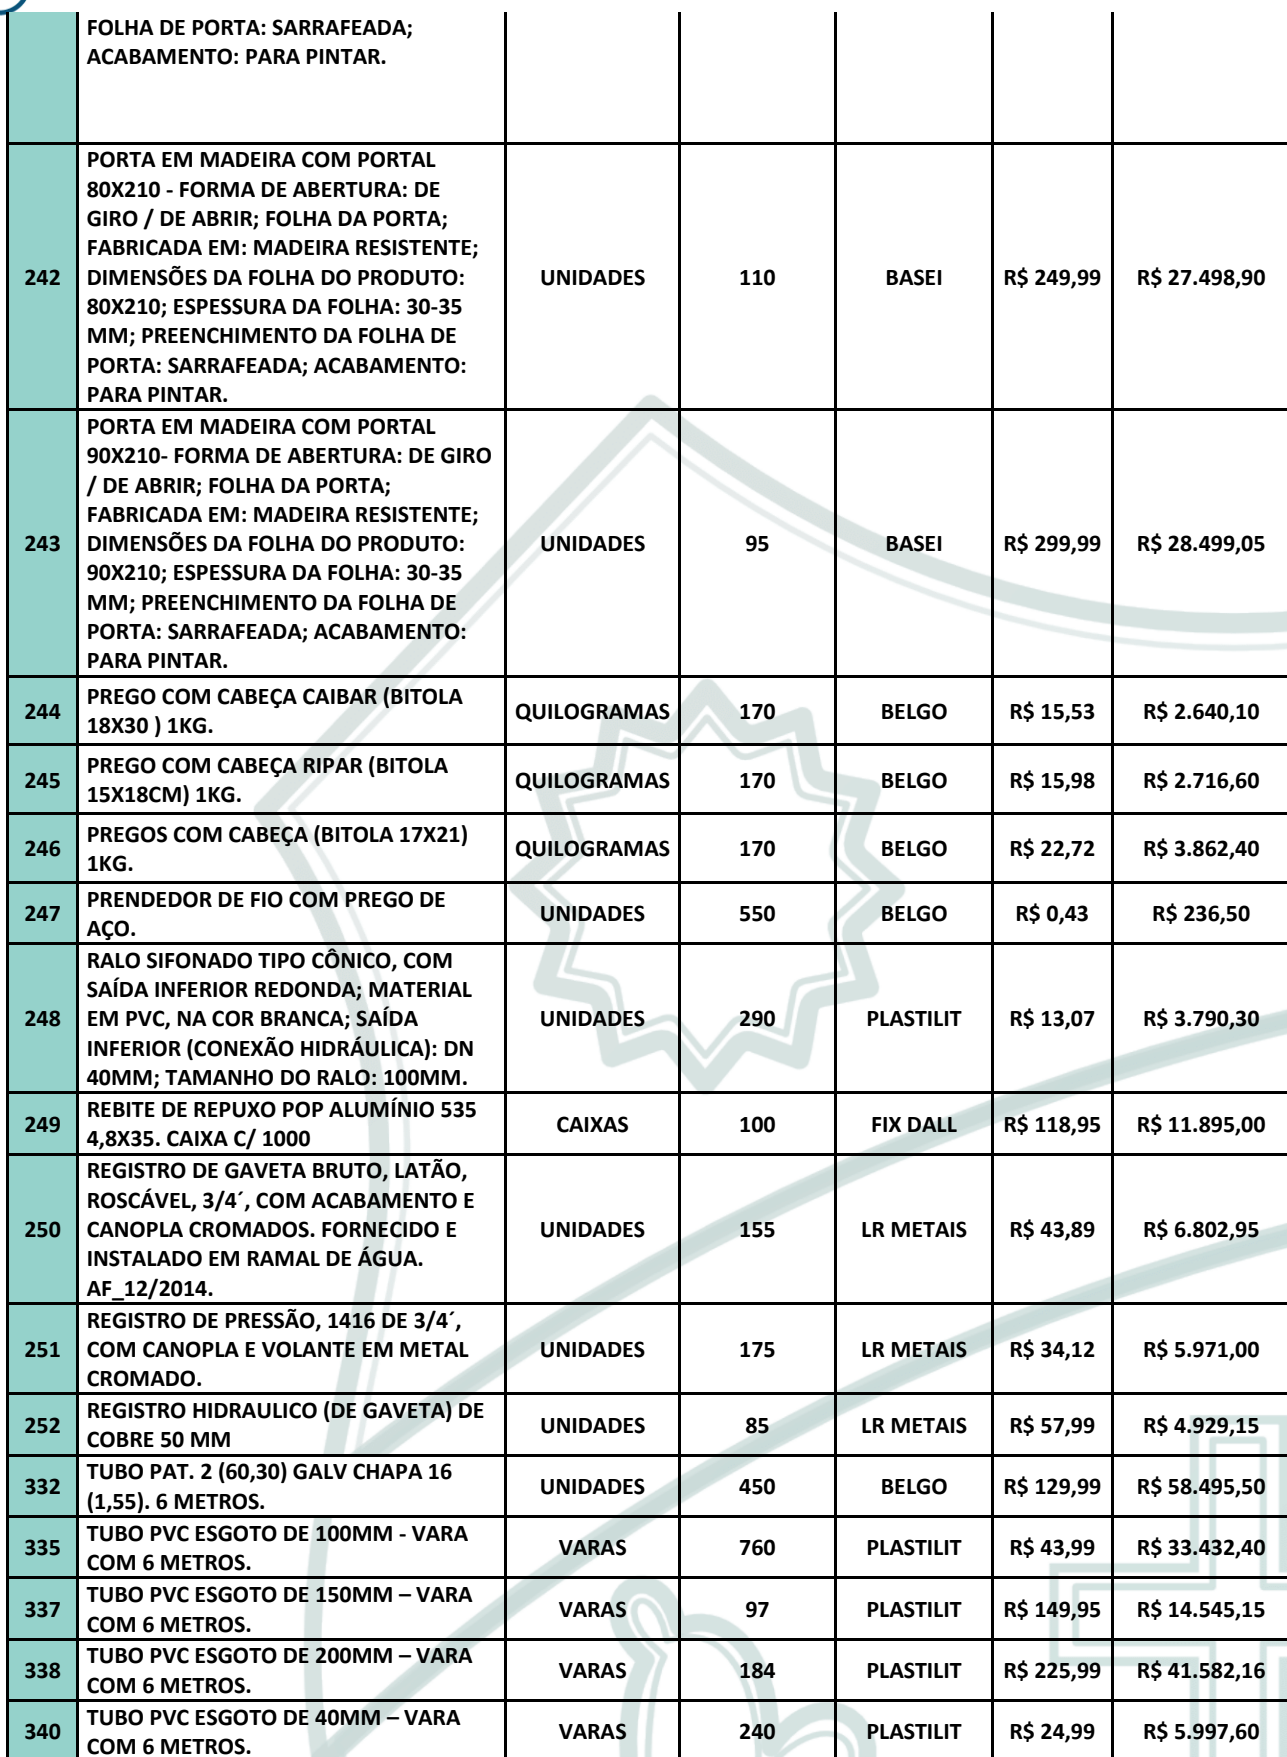 FOLHA DE PORTA: SARRAFEADA;
ACABAMENTO: PARA PINTAR.
242
PORTA EM MADEIRA COM PORTAL
80X210 - FORMA DE ABERTURA: DE
GIRO / DE ABRIR; FOLHA DA PORTA;
FABRICADA EM: MADEIRA RESISTENTE;
DIMENSÕES DA FOLHA DO PRODUTO:
80X210; ESPESSURA DA FOLHA: 30-35
MM; PREENCHIMENTO DA FOLHA DE
PORTA: SARRAFEADA; ACABAMENTO:
PARA PINTAR.
UNIDADES
110
BASEI
R$ 249,99
R$ 27.498,90
243
PORTA EM MADEIRA COM PORTAL
90X210- FORMA DE ABERTURA: DE GIRO
/ DE ABRIR; FOLHA DA PORTA;
FABRICADA EM: MADEIRA RESISTENTE;
DIMENSÕES DA FOLHA DO PRODUTO:
90X210; ESPESSURA DA FOLHA: 30-35
MM; PREENCHIMENTO DA FOLHA DE
PORTA: SARRAFEADA; ACABAMENTO:
PARA PINTAR.
UNIDADES
95
BASEI
R$ 299,99
R$ 28.499,05
244
PREGO COM CABEÇA CAIBAR (BITOLA
18X30 ) 1KG.
QUILOGRAMAS
170
BELGO
R$ 15,53
R$ 2.640,10
245
PREGO COM CABEÇA RIPAR (BITOLA
15X18CM) 1KG.
QUILOGRAMAS
170
BELGO
R$ 15,98
R$ 2.716,60
246
PREGOS COM CABEÇA (BITOLA 17X21)
1KG.
QUILOGRAMAS
170
BELGO
R$ 22,72
R$ 3.862,40
247
PRENDEDOR DE FIO COM PREGO DE
AÇO.
UNIDADES
550
BELGO
R$ 0,43
R$ 236,50
248
RALO SIFONADO TIPO CÔNICO, COM
SAÍDA INFERIOR REDONDA; MATERIAL
EM PVC, NA COR BRANCA; SAÍDA
INFERIOR (CONEXÃO HIDRÁULICA): DN
40MM; TAMANHO DO RALO: 100MM.
UNIDADES
290
PLASTILIT
R$ 13,07
R$ 3.790,30
249
REBITE DE REPUXO POP ALUMÍNIO 535
4,8X35. CAIXA C/ 1000
CAIXAS
100
FIX DALL
R$ 118,95
R$ 11.895,00
250
REGISTRO DE GAVETA BRUTO, LATÃO,
ROSCÁVEL, 3/4´, COM ACABAMENTO E
CANOPLA CROMADOS. FORNECIDO E
INSTALADO EM RAMAL DE ÁGUA.
AF_12/2014.
UNIDADES
155
LR METAIS
R$ 43,89
R$ 6.802,95
251
REGISTRO DE PRESSÃO, 1416 DE 3/4´,
COM CANOPLA E VOLANTE EM METAL
CROMADO.
UNIDADES
175
LR METAIS
R$ 34,12
R$ 5.971,00
252
REGISTRO HIDRAULICO (DE GAVETA) DE
COBRE 50 MM
UNIDADES
85
LR METAIS
R$ 57,99
R$ 4.929,15
332
TUBO PAT. 2 (60,30) GALV CHAPA 16
(1,55). 6 METROS.
UNIDADES
450
BELGO
R$ 129,99
R$ 58.495,50
335
TUBO PVC ESGOTO DE 100MM - VARA
COM 6 METROS.
VARAS
760
PLASTILIT
R$ 43,99
R$ 33.432,40
337
TUBO PVC ESGOTO DE 150MM – VARA
COM 6 METROS.
VARAS
97
PLASTILIT
R$ 149,95
R$ 14.545,15
338
TUBO PVC ESGOTO DE 200MM – VARA
COM 6 METROS.
VARAS
184
PLASTILIT
R$ 225,99
R$ 41.582,16
340
TUBO PVC ESGOTO DE 40MM – VARA
COM 6 METROS.
VARAS
240
PLASTILIT
R$ 24,99
R$ 5.997,60